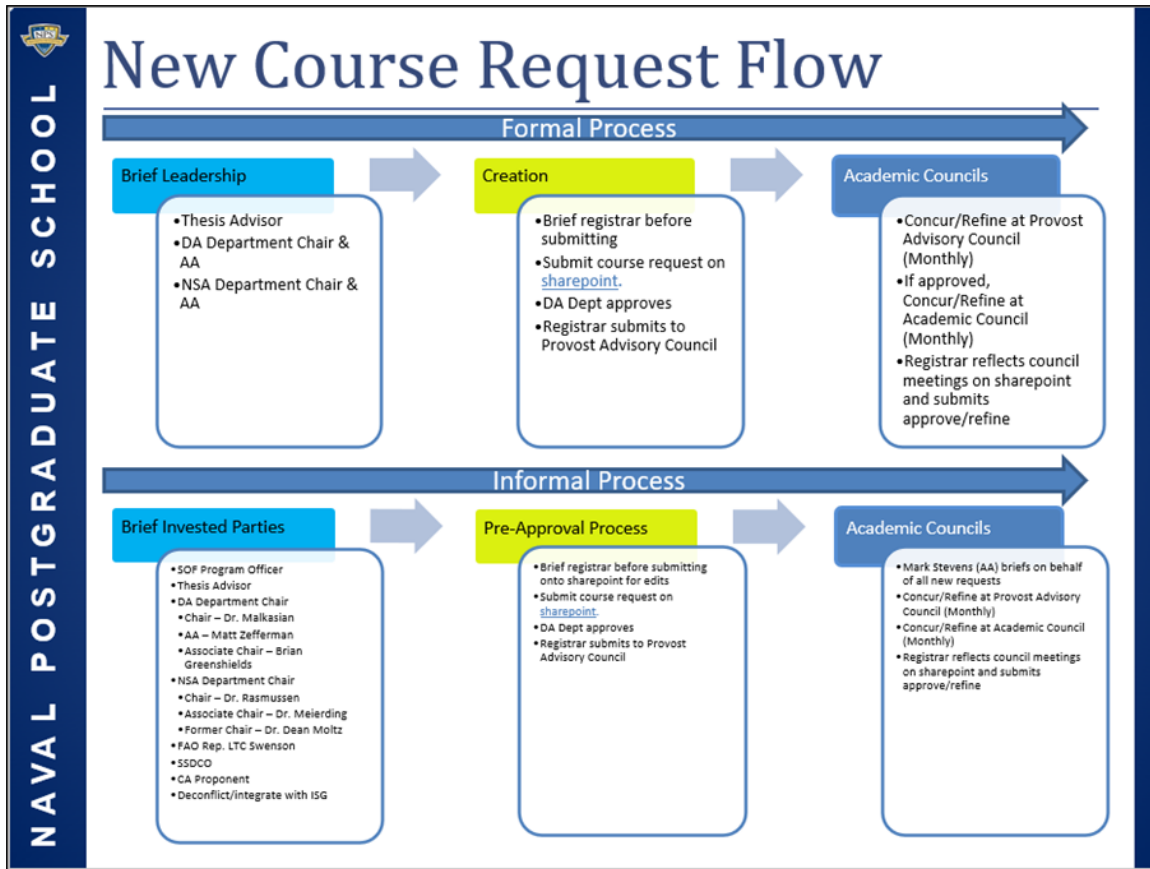 NAVAL POSTGRADUATE SCHOOL
NPS
New Course Request Flow
Formal Process
Brief Leadership
•Thesis Advisor
•DA Department Chair &
AA
•NSA Department Chair &
AA
Creation
•Brief registrar before
submitting
•Submit course request on
sharepoint.
•DA Dept approves
•Registrar submits to
Provost Advisory Council
Academic Councils
•Concur/Refine at Provost
Advisory Council
(Monthly)
•If approved,
Concur/Refine at
Academic Council
(Monthly)
•Registrar reflects council
meetings on sharepoint
and submits
approve/refine
Informal Process
Brief Invested Parties
•SOF Program Officer
•Thesis Advisor
•DA Department Chair
•Chair – Dr. Malkasian
•AA – Matt Zefferman
•Associate Chair – Brian
Greenshields
•NSA Department Chair
•Chair – Dr. Rasmussen
•Associate Chair – Dr. Meierding
•Former Chair – Dr. Dean Moltz
•FAO Rep. LTC Swenson
•SSDCO
•CA Proponent
•Deconflict/integrate with ISG
Pre-Approval Process
•Brief registrar before submitting
onto sharepoint for edits
•Submit course request on
sharepoint.
•DA Dept approves
•Registrar submits to Provost
Advisory Council
Academic Councils
•Mark Stevens (AA) briefs on behalf
of all new requests
•Concur/Refine at Provost Advisory
Council (Monthly)
•Concur/Refine at Academic Council
(Monthly)
•Registrar reflects council meetings
on sharepoint and submits
approve/refine